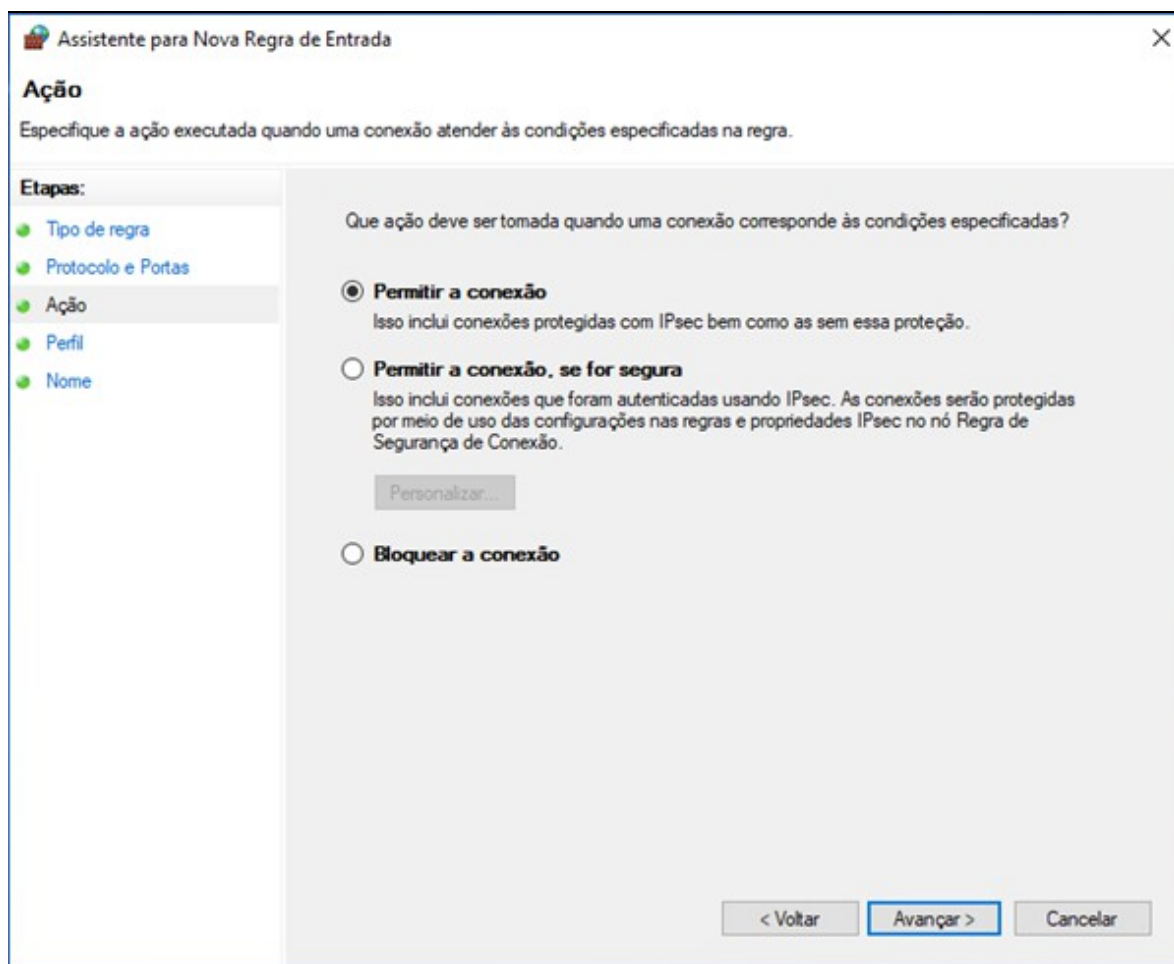 Assistente para Nova Regra de Entrada
Ação
Especifique a ação executada quando uma conexão atender às condições especificadas na regra.
Etapas:
Tipo de regra
Protocolo e Portas
Ação
Perfil
Nome
Que ação deve ser tomada quando uma conexão corresponde às condições especificadas?
Permitir a conexão
Isso inclui conexões protegidas com IPsec bem como as sem essa proteção.
Permitir a conexão, se for segura
Isso inclui conexões que foram autenticadas usando IPsec. As conexões serão protegidas
por meio de uso das configurações nas regras e propriedades IPsec no nó Regra de
Segurança de Conexão.
Personalizar...
Bloquear a conexão
< Voltar
Avançar >
Cancelar